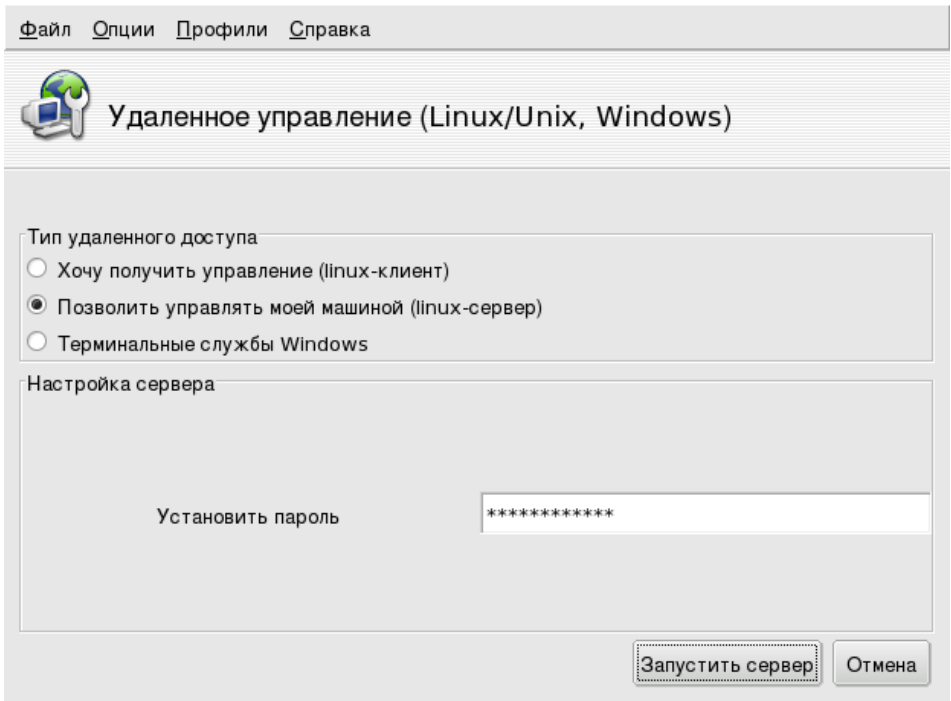 Файл Опции Профили Справка
Удаленное управление (Linux/Unix, Windows)
Тип удаленного доступа
Хочу получить управление (linux-клиент)
Позволить управлять моей машиной (linux-сервер)
Терминальные службы Windows
Настройка сервера
Установить пароль ************
Запустить сервер Отмена